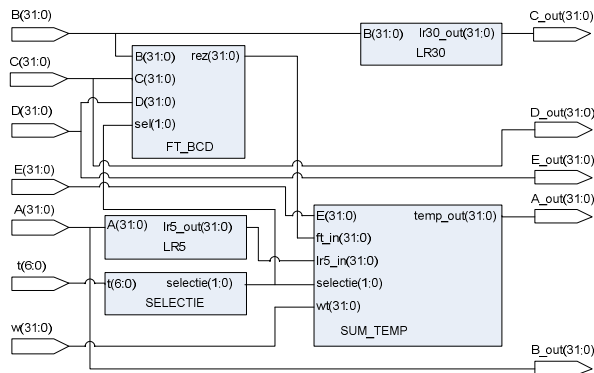 B(31:0)
C(31:0)
D(31:0)
E(31:0)
A(31:0)
t(6:0)
w(31:0)
B(31:0) rez(31:0)
C(31:0)
D(31:0)
sel(1:0)
FT_BCD
B(31:0) lr30_out(31:0)
LR30
A(31:0) lr5_out(31:0)
LR5
t(6:0) selectie(1:0)
SELECTIE
E(31:0) temp_out(31:0)
ft_in(31:0)
lr5_in(31:0)
selectie(1:0)
wt(31:0)
SUM_TEMP
C_out(31:0)
D_out(31:0)
E_out(31:0)
A_out(31:0)
B_out(31:0)